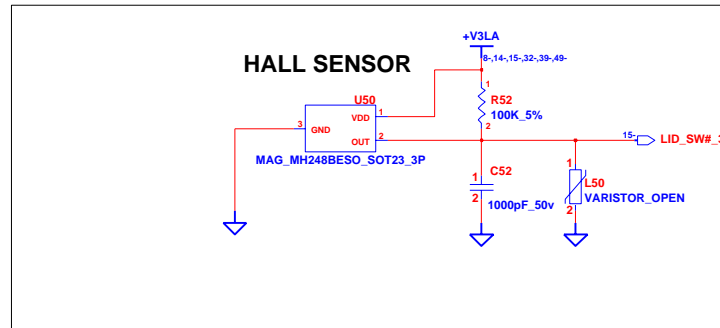 +V3LA
8-,14-,15-,32-,39-,49-
HALL SENSOR
U50
1
R52
100K_5%
2
VDD 1
3 GND
OUT 2
MAG_MH248BESO_SOT23_3P
15-
LID_SW#_3
C52
1
2
1000pF_50v
1
L50
VARISTOR_OPEN
2